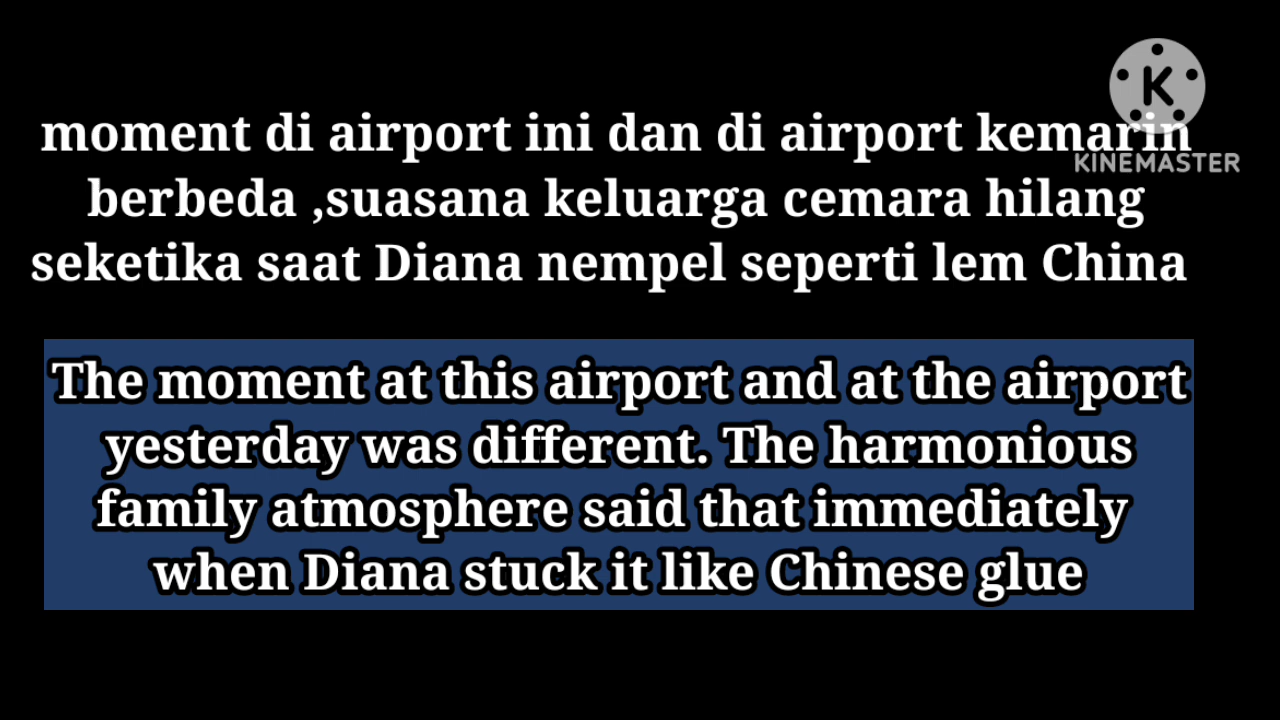 moment di airport ini dan di airport kemarin
KINEMASTER
berbeda ,suasana keluarga cemara hilang
seketika saat Diana nempel seperti lem China
The moment at this airport and at the airport
yesterday was different. The harmonious
family atmosphere said that immediately
when Diana stuck it like Chinese glue